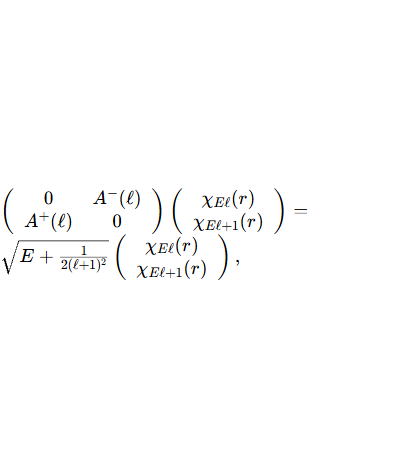 \left( \begin{array}{cc} 0 & A^{-}(\ell) \\ A^{+}(\ell) & 0 \end{array} \right) \left( \begin{array}{c} \chi_{E\ell}(r) \\ \chi_{E\ell+1}(r) \end{array} \right) =
\sqrt{E + \frac{1}{2(\ell+1)^2}} \left( \begin{array}{c} \chi_{E\ell}(r) \\ \chi_{E\ell+1}(r) \end{array} \right),